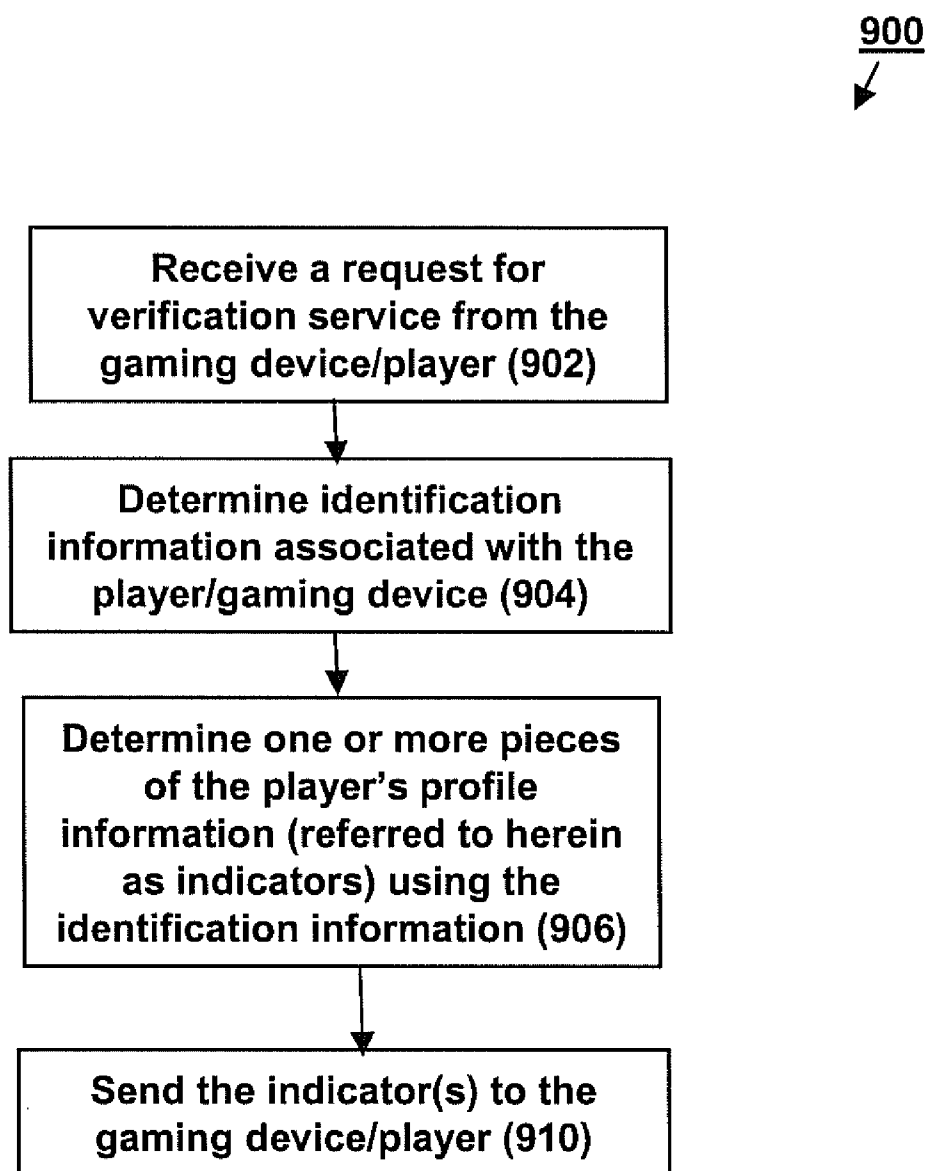 900
Receive a request for
verification service from the
gaming device/player (902)
Determine identification
information associated with the
player/gaming device (904)
Determine one or more pieces
of the player's profile
information (referred to herein
as indicators) using the
identification information (906)
Send the indicator(s) to the
gaming device/player (910)